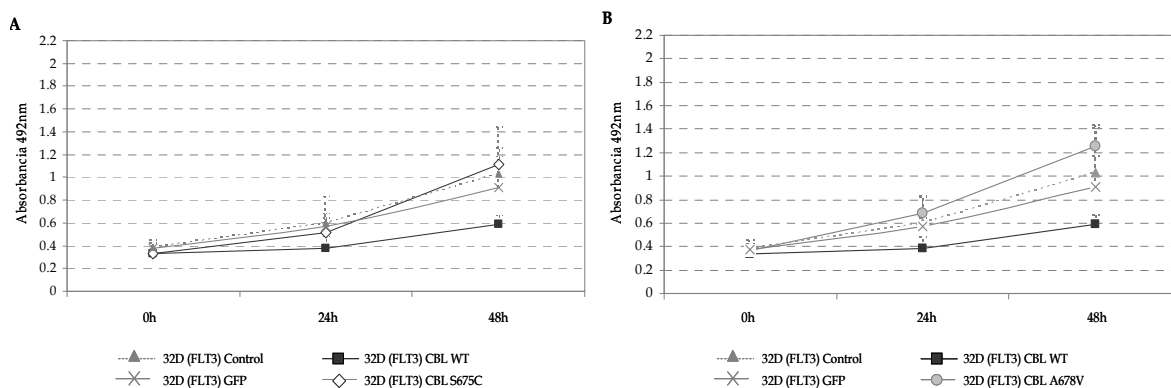 A
Absorbancia 492nm
2.2
2
1.8
1.6
1.4
1.2
1
0.8
0.6
0.4
0.2
0
0h 24h 48h
32D (FLT3) Control
32D (FLT3) CBL WT
32D (FLT3) GFP
32D (FLT3) CBL S675C
B
Absorbancia 492nm
2.2
2
1.8
1.6
1.4
1.2
1
0.8
0.6
0.4
0.2
0
0h 24h 48h
32D (FLT3) Control
32D (FLT3) CBL WT
32D (FLT3) GFP
32D (FLT3) CBL A678V